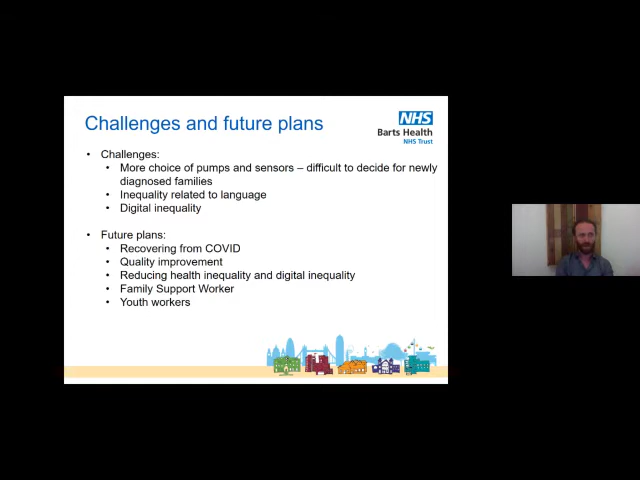 Challenges and future plans
NHS
Barts Health
NHS Trust
• Challenges:
• More choice of pumps and sensors – difficult to decide for newly
diagnosed families
• Inequality related to language
• Digital inequality
• Future plans:
• Recovering from COVID
• Quality improvement
• Reducing health inequality and digital inequality
• Family Support Worker
• Youth workers